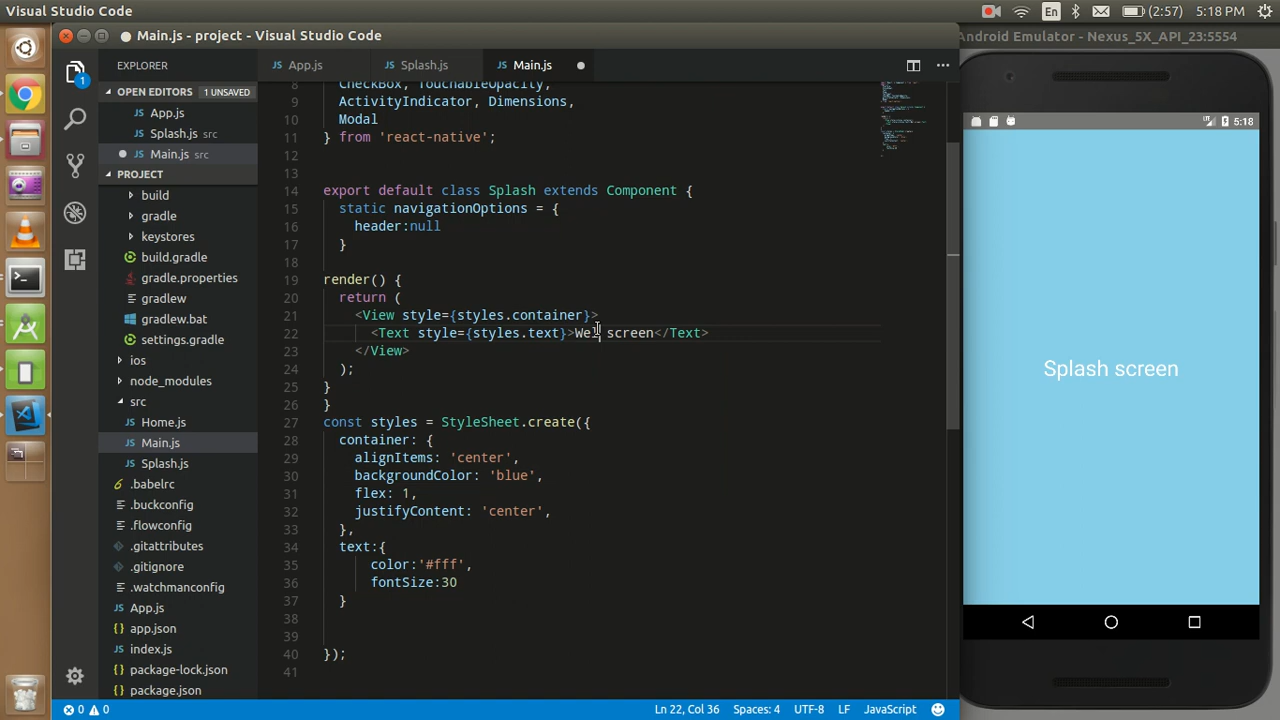 Visual Studio Code
En
(2:57)
5:18 PM
Main.js - project - Visual Studio Code
Android Emulator - Nexus_5X_API_23:5554
EXPLORER
App.js
Splash.js
Main.js
OPEN EDITORS
1 UNSAVED
App.js
Splash.js src
Main.js src
PROJECT
build
gradle
keystores
build.gradle
gradle.properties
gradlew
gradlew.bat
settings.gradle
ios
node_modules
src
Home.js
Main.js
Splash.js
.babelrc
.buckconfig
.flowconfig
.gitattributes
.gitignore
.watchmanconfig
App.js
app.json
index.js
package-lock.json
package.json
1
8 CheckBox, TouchableOpacity,
9 ActivityIndicator, Dimensions,
10 Modal
11 } from 'react-native';
12
13
14 export default class Splash extends Component {
15 static navigationOptions = {
16 header:null
17 }
18
19 render() {
20 return (
21 <View style={styles.container}>
22 <Text style={styles.text}>Wel screen</Text>
23 </View>
24 );
25 }
26 }
27 const styles = StyleSheet.create({
28 container: {
29 alignItems: 'center',
30 backgroundColor: 'blue',
31 flex: 1,
32 justifyContent: 'center',
33 },
34 text:{
35 color:'#fff',
36 fontSize:30
37 }
38
39
40 });
41
5:18
Splash screen
0 0
Ln 22, Col 36
Spaces: 4
UTF-8
LF
JavaScript